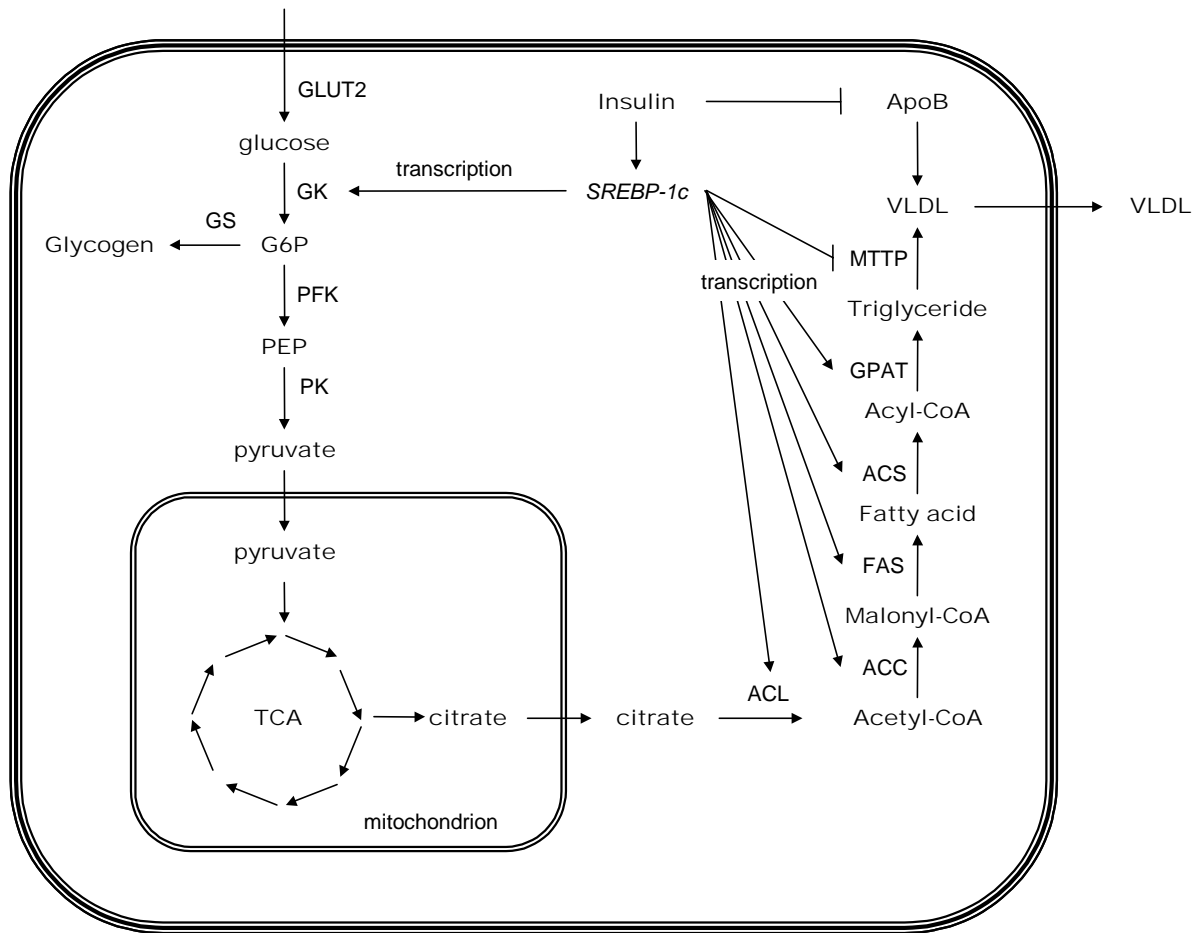 GLUT2
Insulin
ApoB
glucose
transcription
GK
SREBP-1c
VLDL
VLDL
GS
Glycogen
G6P
MTTP
transcription
PFK
Triglyceride
PEP
GPAT
PK
Acyl-CoA
pyruvate
ACS
Fatty acid
pyruvate
FAS
Malonyl-CoA
ACC
ACL
TCA
citrate
citrate
Acetyl-CoA
mitochondrion